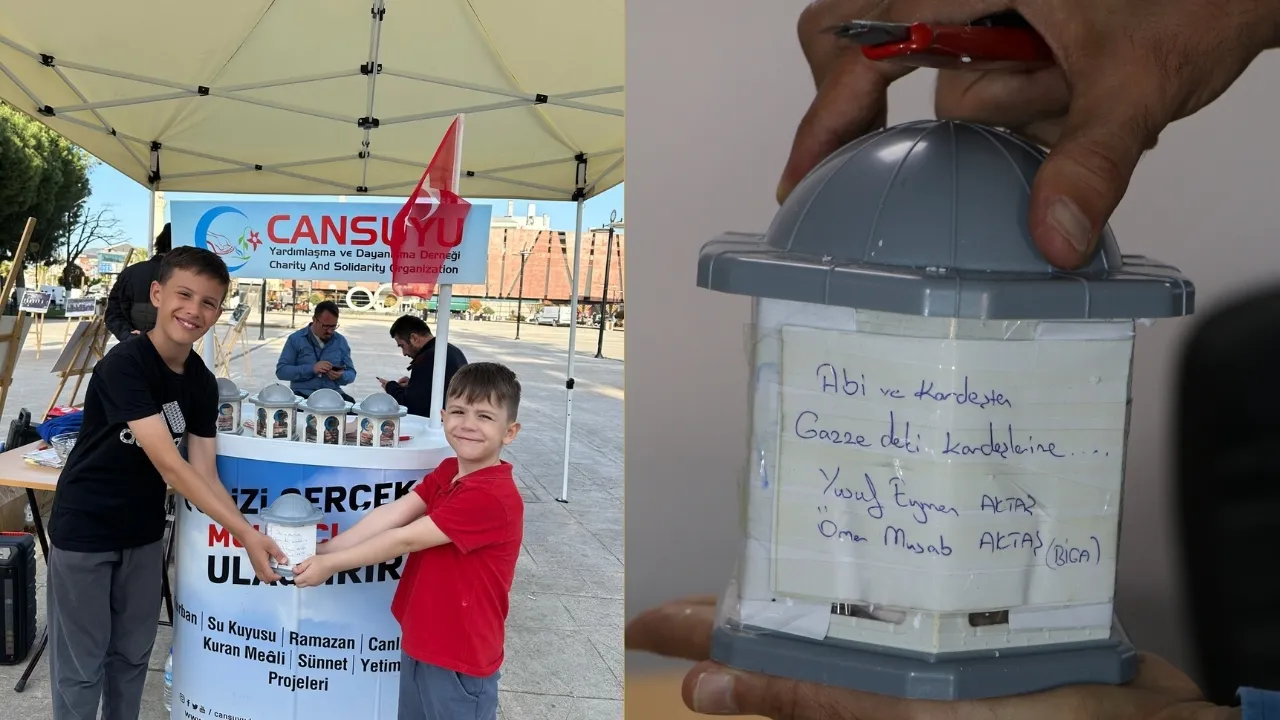 CANSUYU
Yardımlaşma ve Dayanışma Derneği
Charity And Solidarity Organization
ULAŞTIRIR
Su Kuyusu | Ramazan
Kuran Meâli | Sünnet | Yetim
Projeleri
Abi ve Kardeşten
Gazze'deki Kardeşlerine....
Yusuf Eymen AKTAŞ
Ömer Musab AKTAŞ (BİGA)